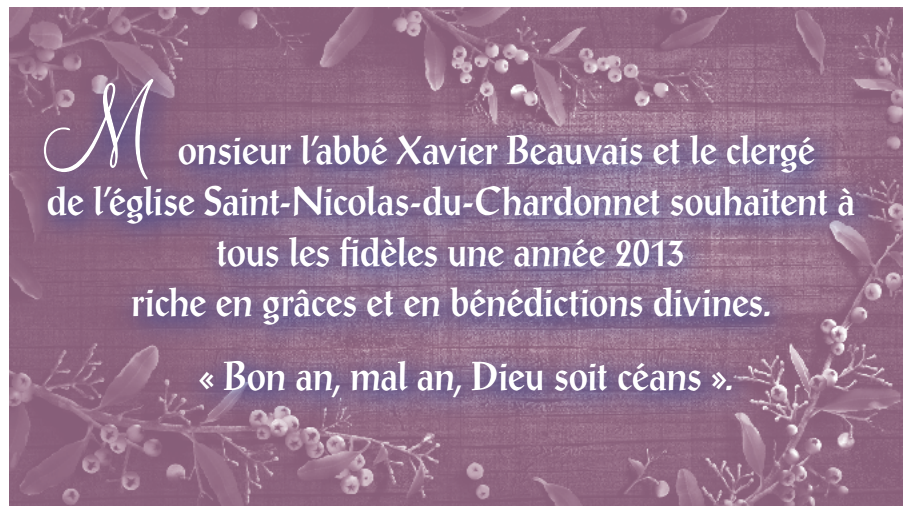 Monsieur l'abbé Xavier Beauvais et le clergé
de l'église Saint-Nicolas-du-Chardonnet souhaitent à
tous les fidèles une année 2013
riche en grâces et en bénédictions divines.
« Bon an, mal an, Dieu soit céans ».